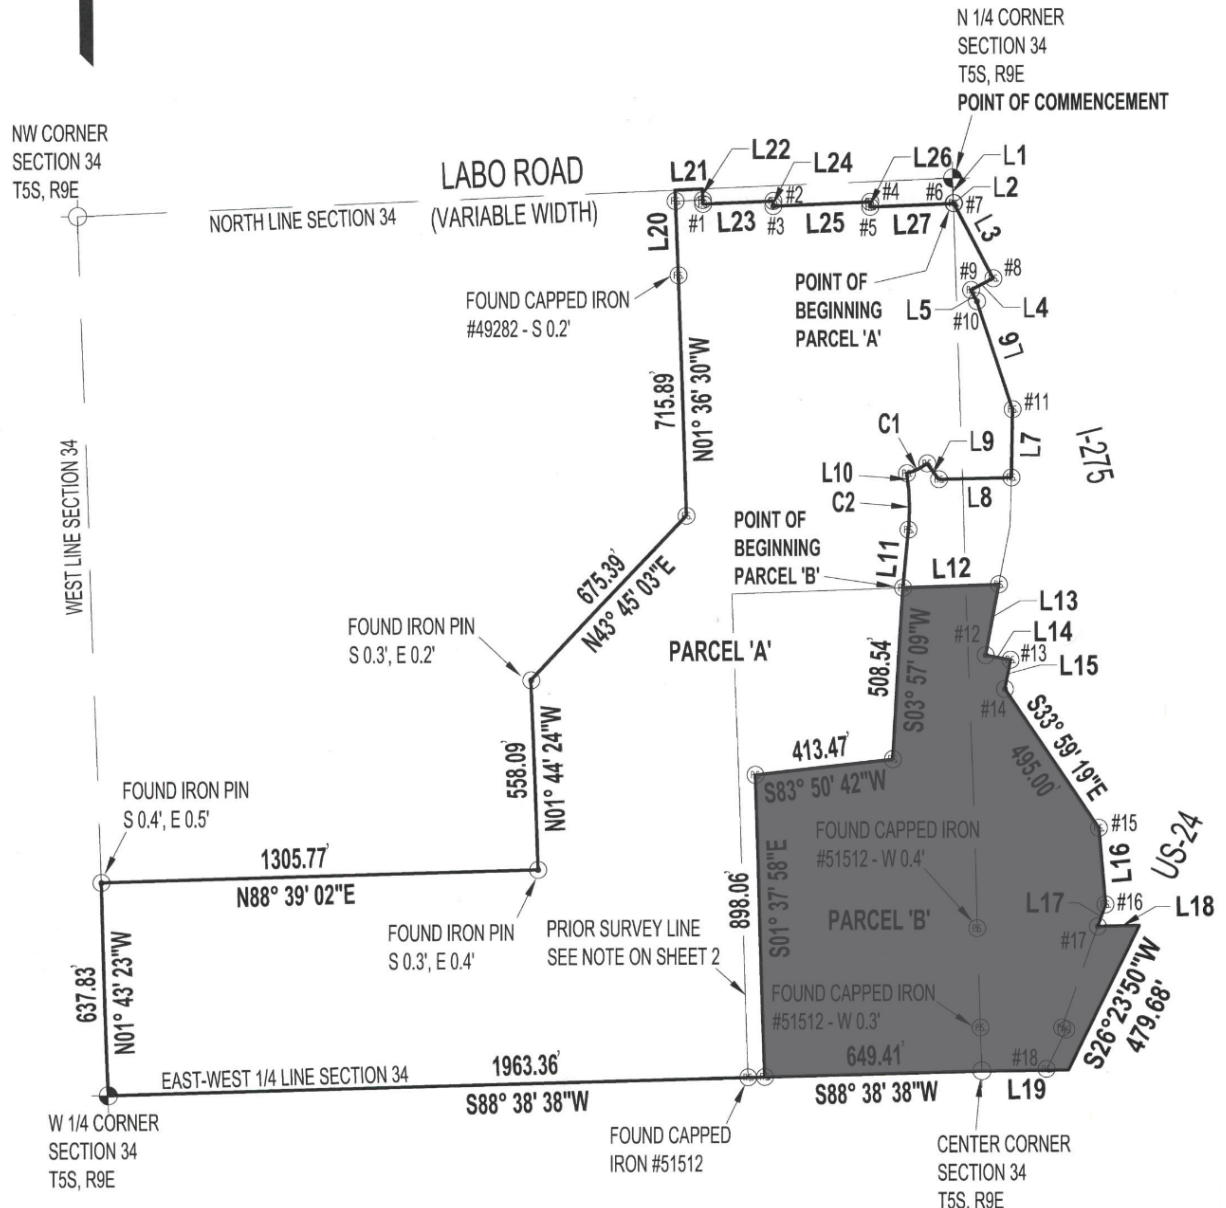 N 1/4 CORNER
SECTION 34
T5S, R9E
POINT OF COMMENCEMENT
NW CORNER
SECTION 34
T5S, R9E
LABO ROAD
(VARIABLE WIDTH)
NORTH LINE SECTION 34
L20
L21
L22
#1
L23
L24
#2
#3
L25
L26
#4
#5
L27
#6
L1
L2
#7
L3
#8
#9
L4
L5
#10
L6
#11
L7
I-275
POINT OF
BEGINNING
PARCEL 'A'
FOUND CAPPED IRON
#49282 - S 0.2'
715.89'
N01° 36' 30"W
C1
L9
L10
L8
C2
L11
POINT OF
BEGINNING
PARCEL 'B'
L12
WEST LINE SECTION 34
675.39'
N43° 45' 03"E
FOUND IRON PIN
S 0.3', E 0.2'
PARCEL 'A'
508.54'
S03° 57' 09"W
L13
#12
L14
#13
L15
#14
S33° 59' 19"E
495.00'
558.09'
N01° 44' 24"W
413.47'
S83° 50' 42"W
FOUND IRON PIN
S 0.4', E 0.5'
1305.77'
N88° 39' 02"E
FOUND CAPPED IRON
#51512 - W 0.4'
#15
L16
US-24
#16
L17
#17
L18
PARCEL 'B'
898.06'
S01° 37' 58"E
FOUND IRON PIN
S 0.3', E 0.4'
PRIOR SURVEY LINE
SEE NOTE ON SHEET 2
637.83'
N01° 43' 23"W
FOUND CAPPED IRON
#51512 - W 0.3'
S26°23'50"W
479.68'
EAST-WEST 1/4 LINE SECTION 34
1963.36'
S88° 38' 38"W
649.41'
S88° 38' 38"W
#18
L19
W 1/4 CORNER
SECTION 34
T5S, R9E
FOUND CAPPED
IRON #51512
CENTER CORNER
SECTION 34
T5S, R9E